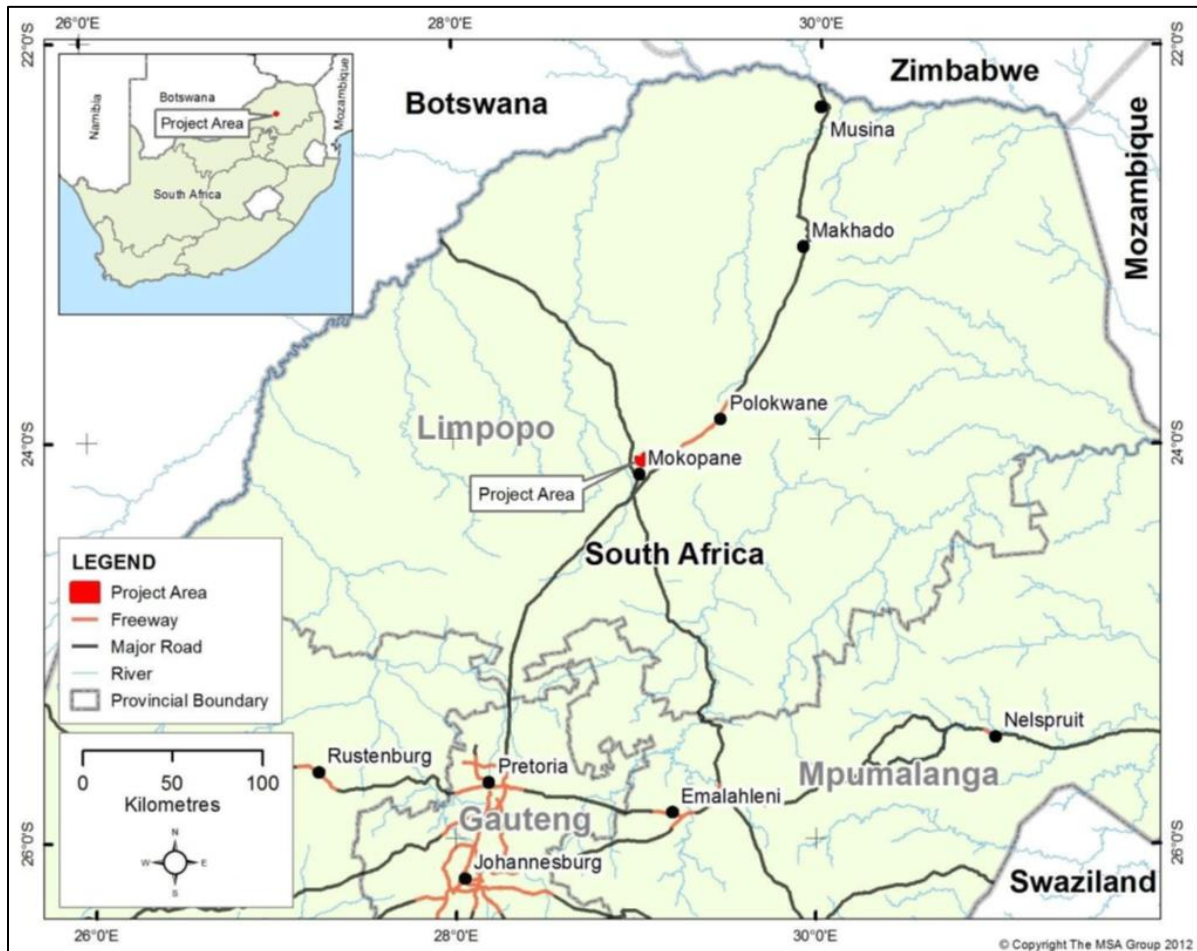 26°0'E
28°0'E
30°0'E
22°0'S
22°0'S
Namibia
Botswana
Project Area
Mozambique
South Africa
Botswana
Zimbabwe
Mozambique
Musina
Makhado
Limpopo
Polokwane
24°0'S
24°0'S
Mokopane
Project Area
South Africa
LEGEND
Project Area
Freeway
Major Road
River
Provincial Boundary
0 50 100
Kilometres
N
W E
S
Rustenburg
Pretoria
Nelspruit
Mpumalanga
Emalahleni
Gauteng
26°0'S
26°0'S
Johannesburg
Swaziland
26°0'E
28°0'E
30°0'E
© Copyright The MSA Group 2012